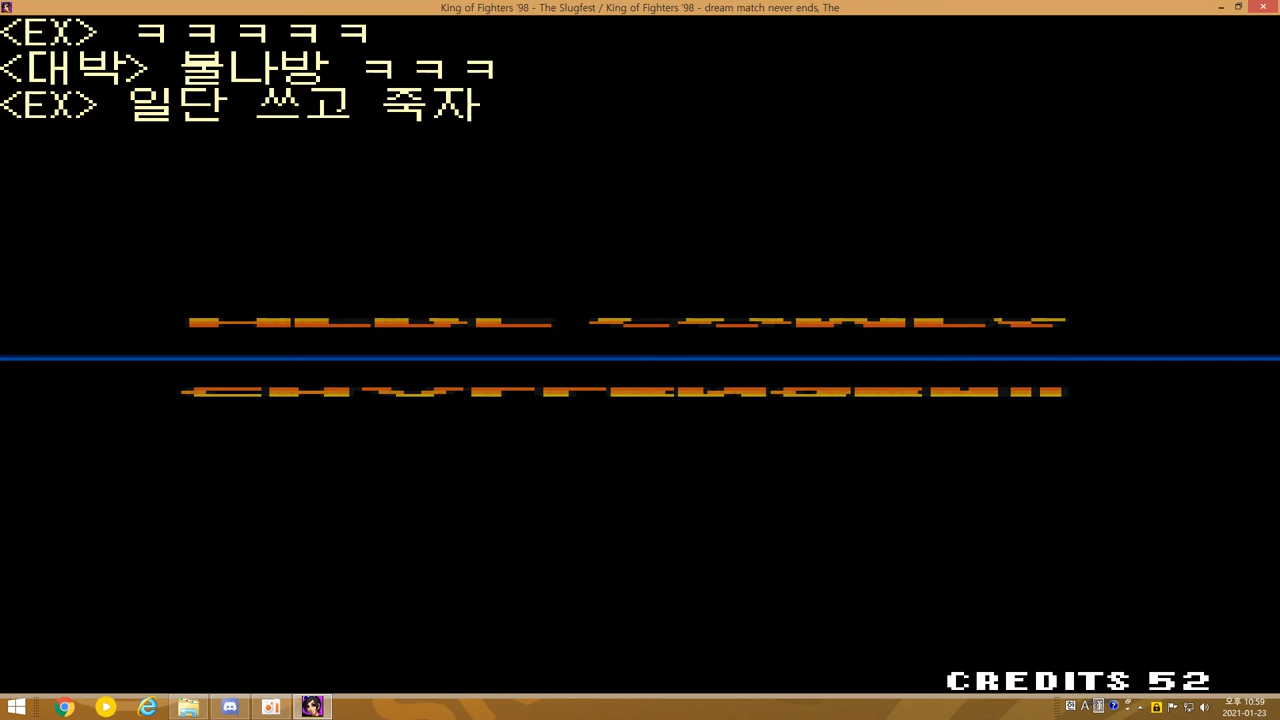 King of Fighters '98 - The Slugfest / King of Fighters '98 - dream match never ends, The
<EX> ㅋㅋㅋㅋㅋ
<대박> 불나방 ㅋㅋㅋ
<EX> 일단 쓰고 죽자
CREDITS 52
오후 10:59
2021-01-23